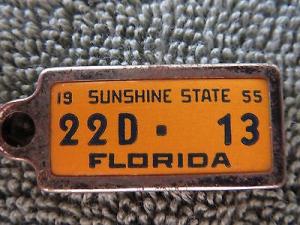 19 SUNSHINE STATE 55
22D · 13
FLORIDA